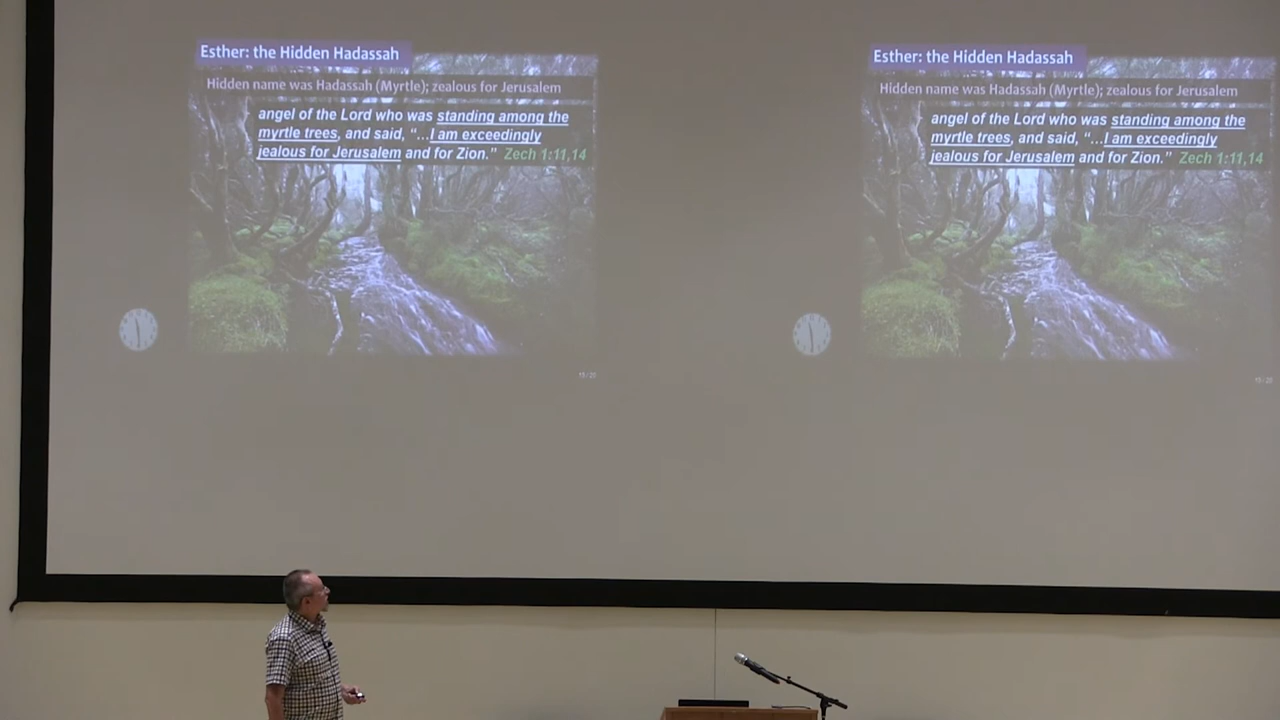 Esther: the Hidden Hadassah
Hidden name was Hadassah (Myrtle); zealous for Jerusalem
angel of the Lord who was standing among the
myrtle trees, and said, “...I am exceedingly
jealous for Jerusalem and for Zion.” Zech 1:11,14
Esther: the Hidden Hadassah
Hidden name was Hadassah (Myrtle); zealous for Jerusalem
angel of the Lord who was standing among the
myrtle trees, and said, “...I am exceedingly
jealous for Jerusalem and for Zion.” Zech 1:11,14